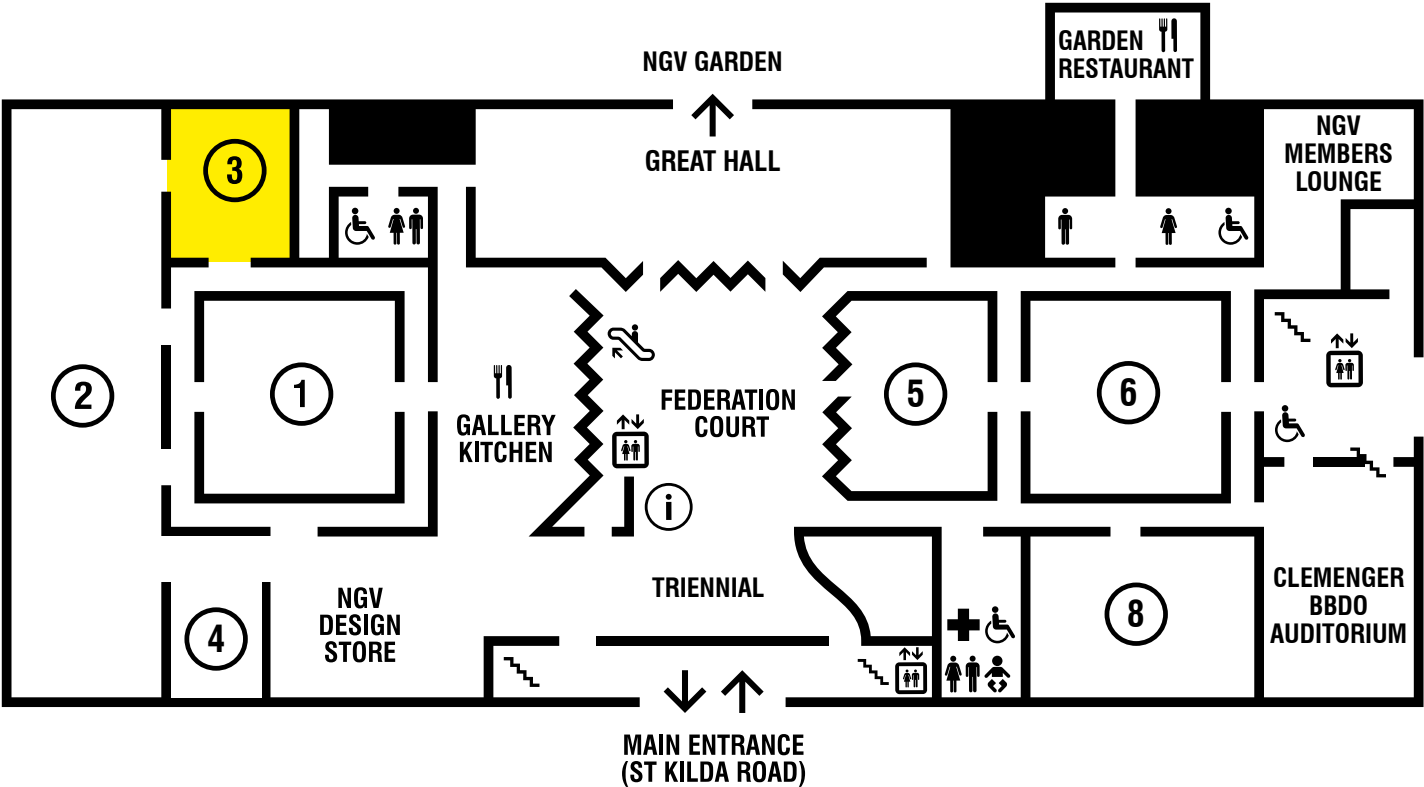 GARDEN
RESTAURANT
NGV GARDEN
GREAT HALL
NGV
MEMBERS
LOUNGE
3
2
1
GALLERY
KITCHEN
FEDERATION
COURT
5
6
i
4
NGV
DESIGN
STORE
TRIENNIAL
8
CLEMENGER
BBDO
AUDITORIUM
MAIN ENTRANCE
(ST KILDA ROAD)